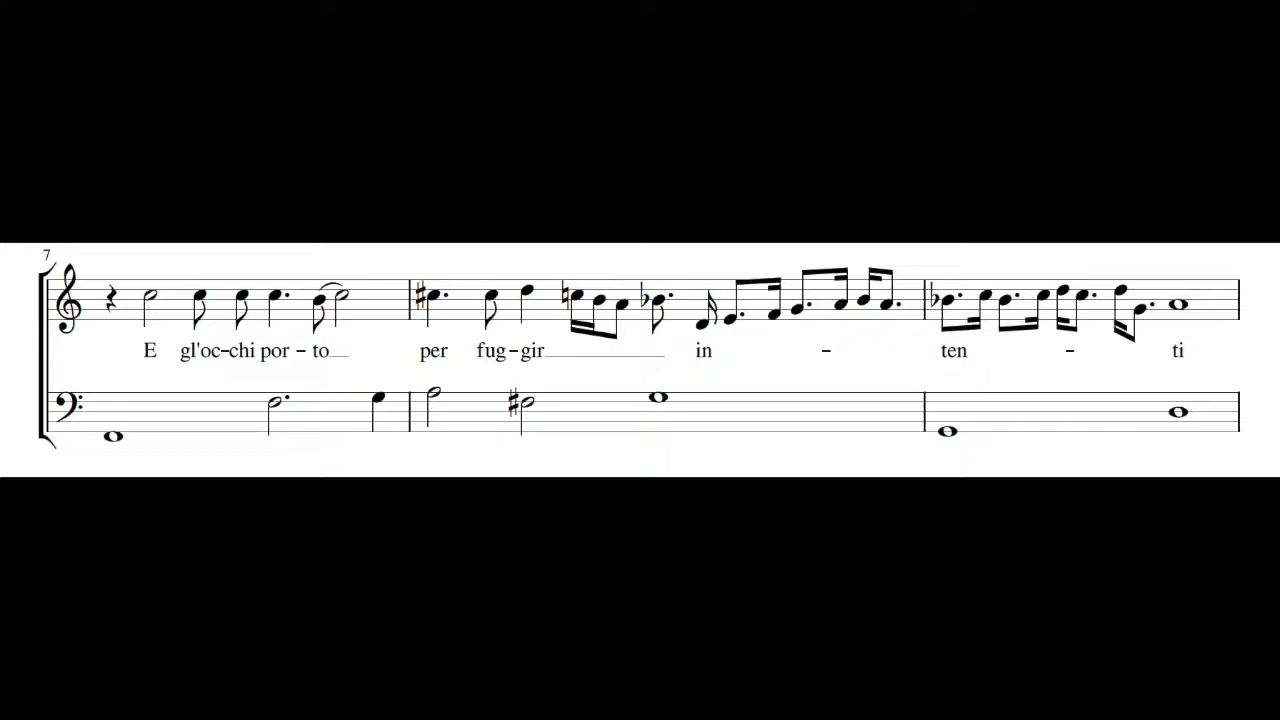 7
E gl'oc-chi por-to per fug-gir in - ten - ti